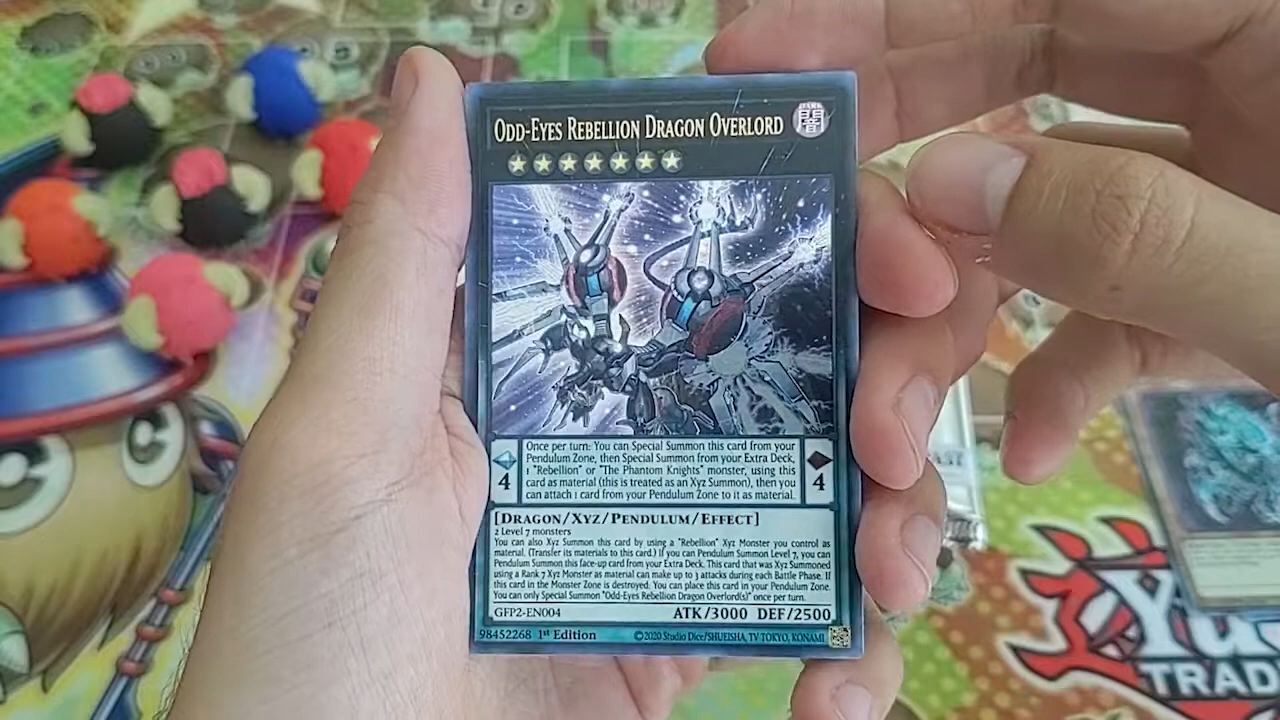 Odd-Eyes Rebellion Dragon Overlord
DARK
闇
Once per turn: You can Special Summon this card from your
Pendulum Zone, then Special Summon from your Extra Deck,
1 "Rebellion" or "The Phantom Knights" monster, using this
card as material (this is treated as an Xyz Summon), then you
can attach 1 card from your Pendulum Zone to it as material.
4
4
[Dragon/Xyz/Pendulum/Effect]
2 Level 7 monsters
You can also Xyz Summon this card by using a "Rebellion" Xyz Monster you control as
material. (Transfer its materials to this card.) If you can Pendulum Summon Level 7, you can
Pendulum Summon this face-up card from your Extra Deck. This card that was Xyz Summoned
using a Rank 7 Xyz Monster as material can make up to 3 attacks during each Battle Phase. If
this card in the Monster Zone is destroyed: You can place this card in your Pendulum Zone.
You can only Special Summon "Odd-Eyes Rebellion Dragon Overlord(s)" once per turn.
GFP2-EN004
ATK/3000 DEF/2500
98452268 1st Edition
©2020 Studio Dice/SHUEISHA, TV TOKYO, KONAMI
TRAD